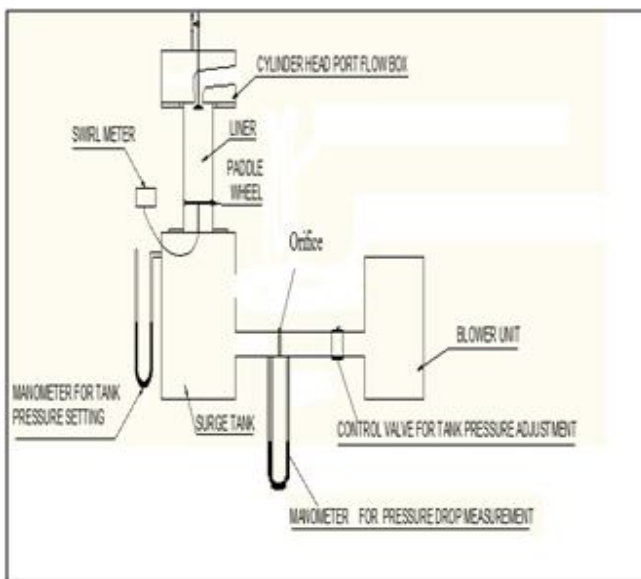 CYLINDER HEAD PORT FLOW BOX
SWIRL METER
LINER
PADDLE
WHEEL
Orifice
BLOWER UNIT
MANOMETER FOR TANK
PRESSURE SETTING
SURGE TANK
CONTROL VALVE FOR TANK PRESSURE ADJUSTMENT
MANOMETER FOR PRESSURE DROP MEASUREMENT